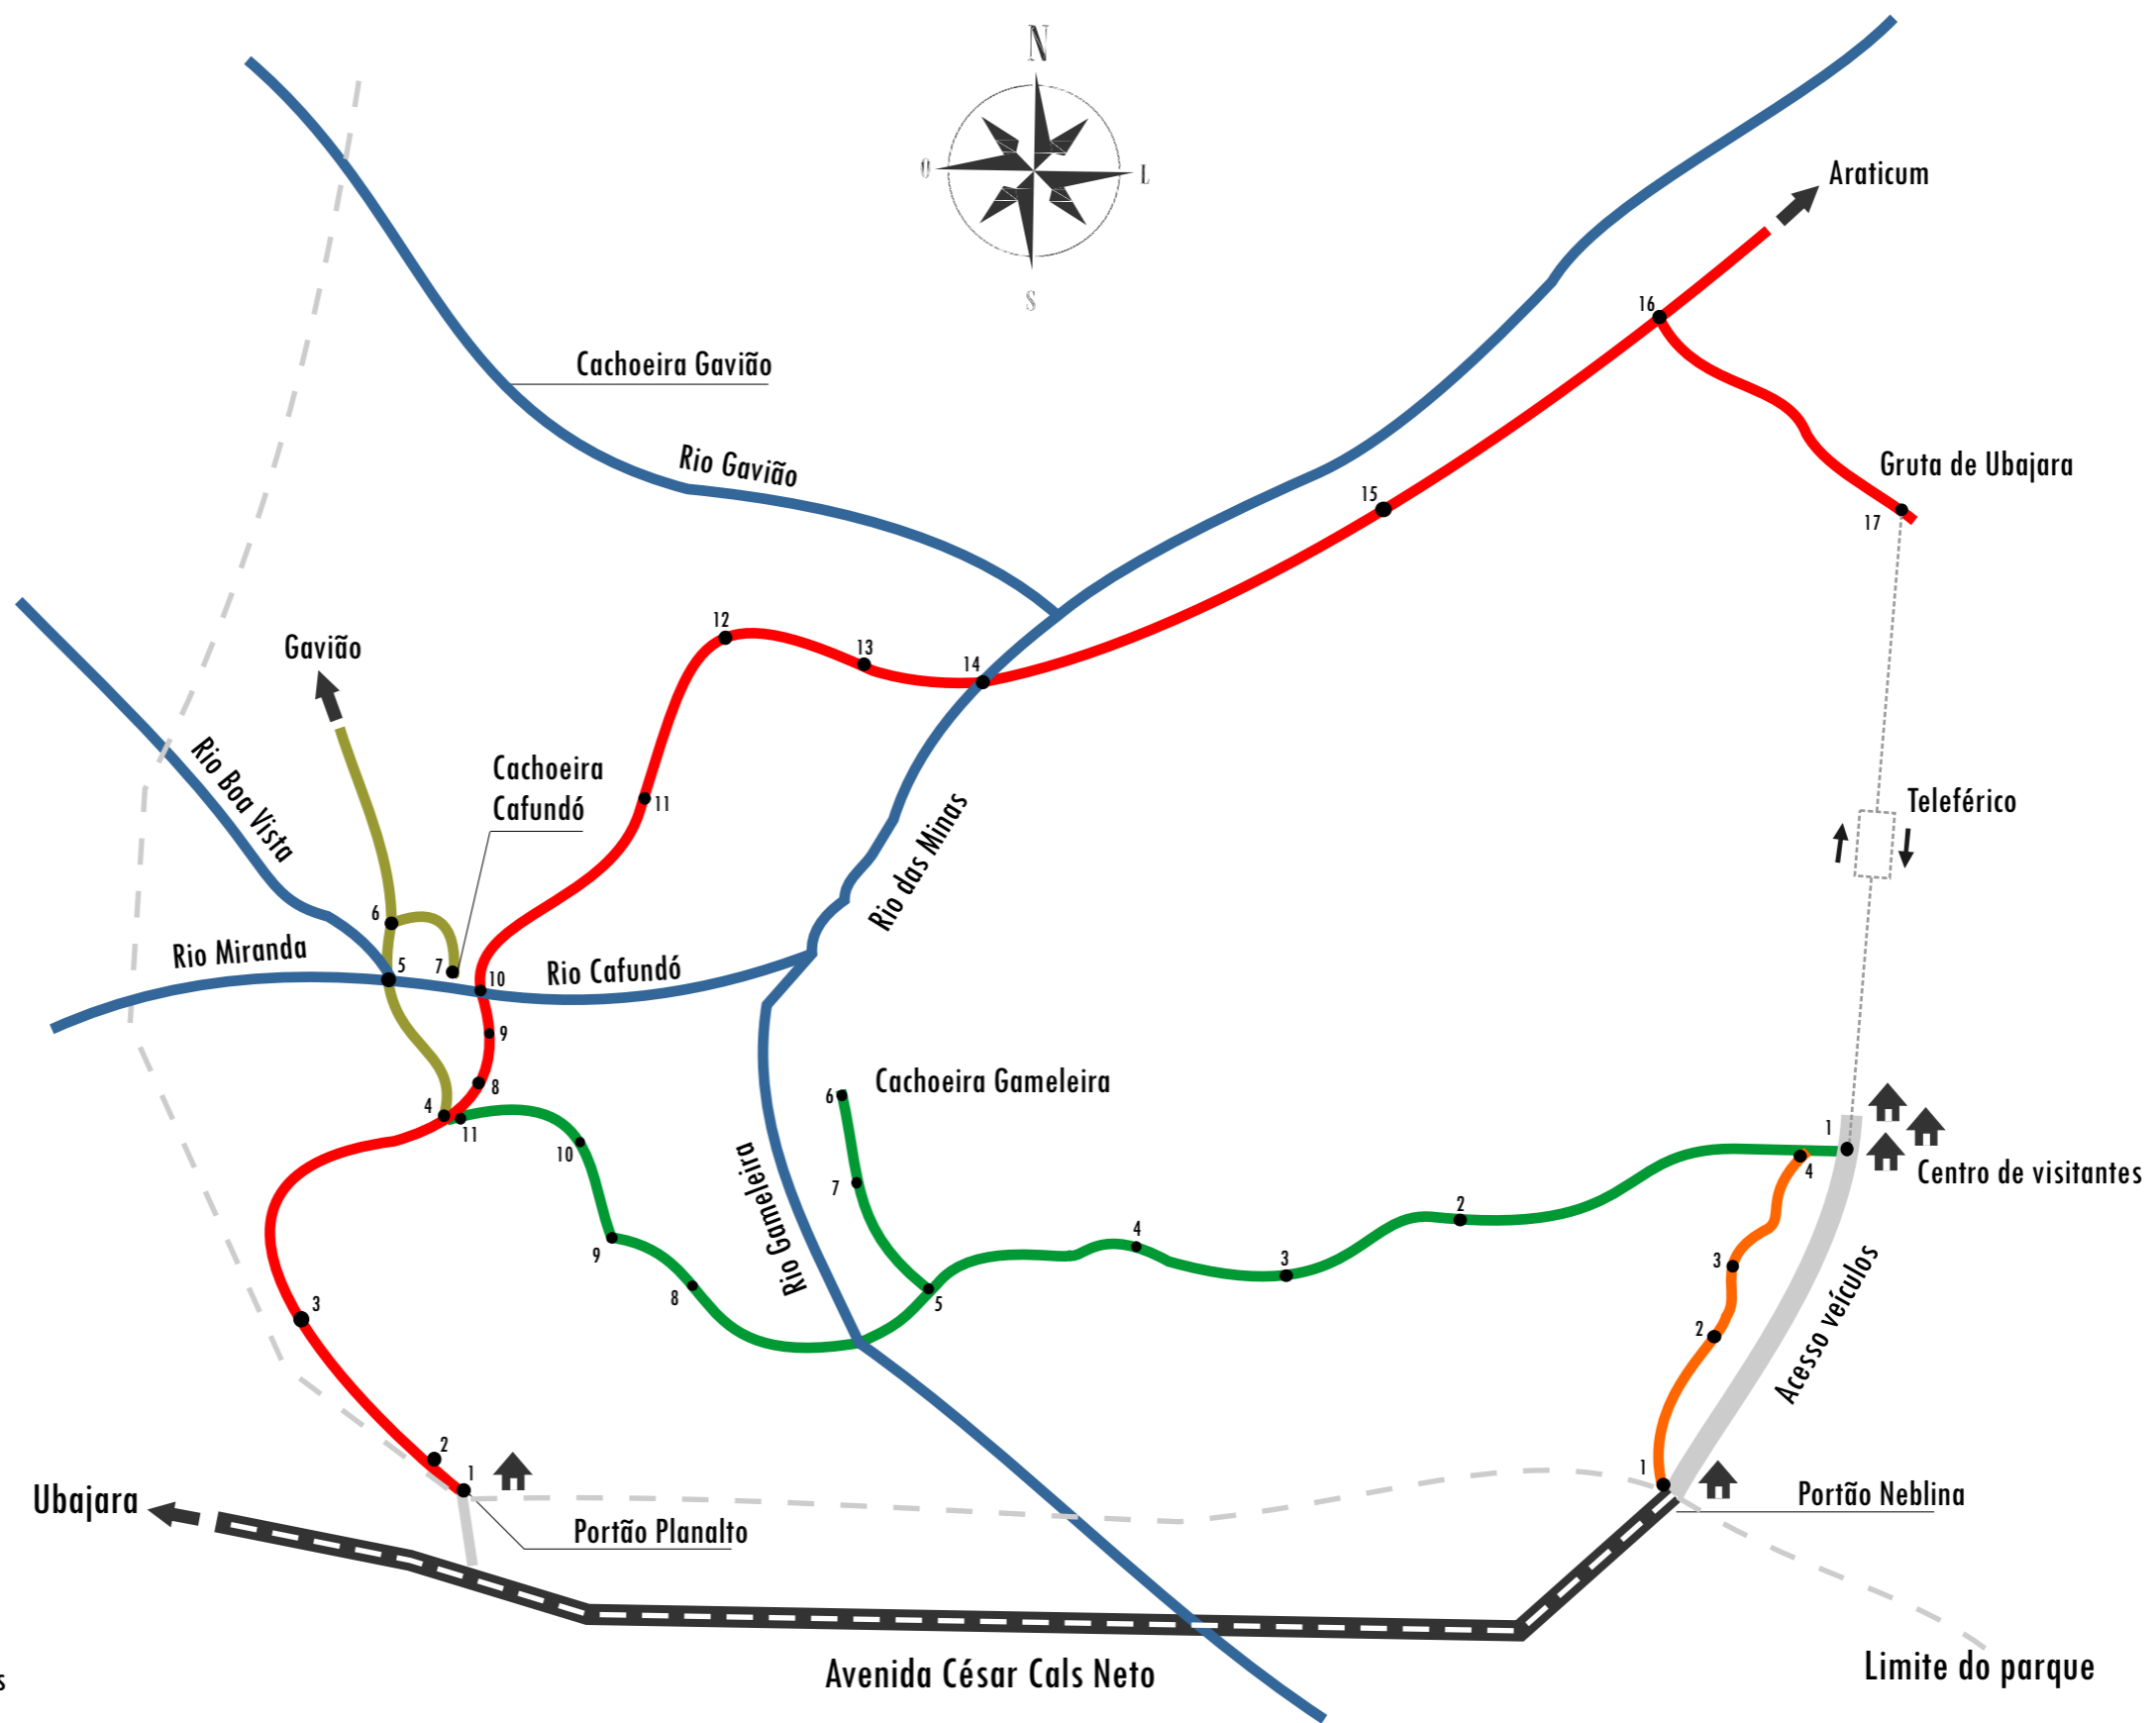 N
O
L
S
Araticum
16
Cachoeira Gavião
Rio Gavião
Gruta de Ubajara
15
17
12
13
14
Gavião
Rio Boa Vista
Cachoeira
Cafundó
11
Teleférico
Rio das Minas
6
Rio Miranda
5
7
10
Rio Cafundó
9
8
4
11
6
Cachoeira Gameleira
1
10
4
Centro de visitantes
7
Rio Gameleira
2
9
4
3
3
8
5
Acesso veículos
3
2
2
1
1
Portão Neblina
Ubajara
Portão Planalto
Avenida César Cals Neto
Limite do parque
s